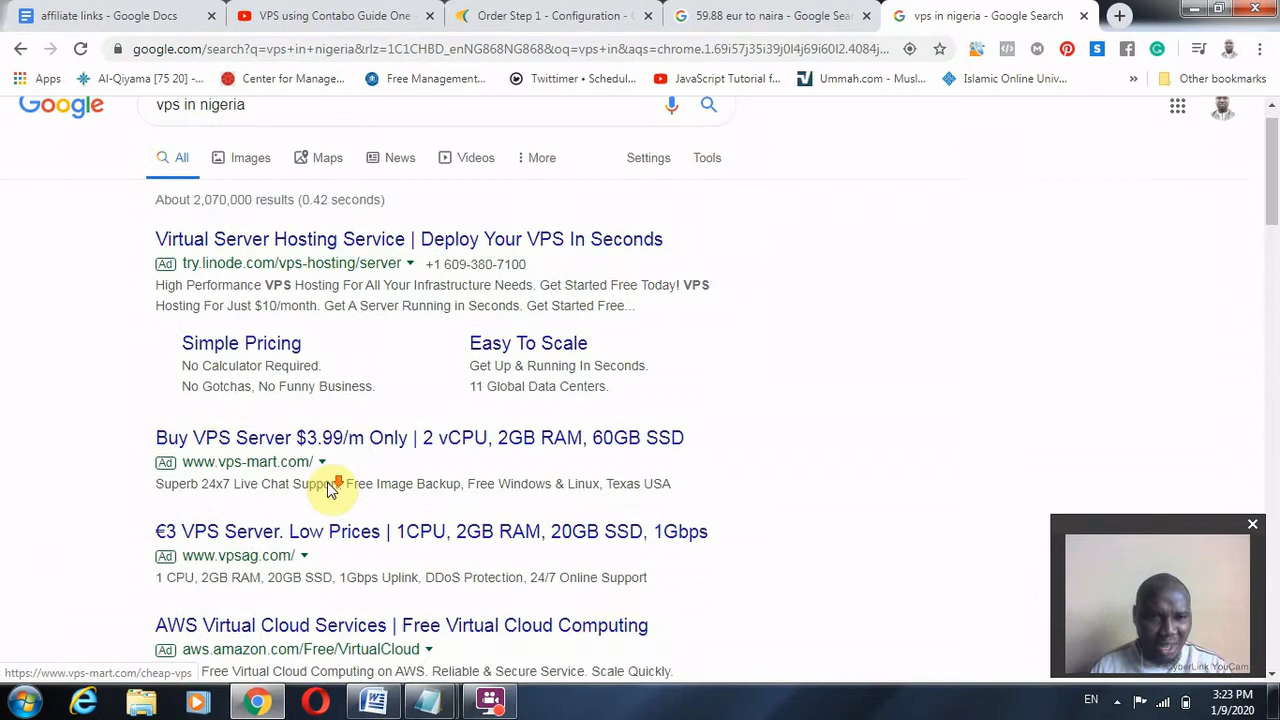 affiliate links - Google Docs
VPS using Contabo Guide One
Order Step 1 - Configuration -
59.88 eur to naira - Google Sea
vps in nigeria - Google Search
google.com/search?q=vps+in+nigeria&rlz=1C1CHBD_enNG868NG868&oq=vps+in&aqs=chrome.1.69i57j35i39j0l4j69i60l2.4084j...
Apps
Al-Qiyama [75 20] -...
Center for Manage...
Free Management...
Twittimer • Schedul...
JavaScript Tutorial f...
Ummah.com - Musl...
Islamic Online Univ...
»
Other bookmarks
Google
vps in nigeria
All
Images
Maps
News
Videos
More
Settings
Tools
About 2,070,000 results (0.42 seconds)
Virtual Server Hosting Service | Deploy Your VPS In Seconds
Ad try.linode.com/vps-hosting/server +1 609-380-7100
High Performance VPS Hosting For All Your Infrastructure Needs. Get Started Free Today! VPS
Hosting For Just $10/month. Get A Server Running in Seconds. Get Started Free...
Simple Pricing
No Calculator Required.
No Gotchas, No Funny Business.
Easy To Scale
Get Up & Running In Seconds.
11 Global Data Centers.
Buy VPS Server $3.99/m Only | 2 vCPU, 2GB RAM, 60GB SSD
Ad www.vps-mart.com/
Superb 24x7 Live Chat Support, Free Image Backup, Free Windows & Linux, Texas USA
€3 VPS Server. Low Prices | 1CPU, 2GB RAM, 20GB SSD, 1Gbps
Ad www.vpsag.com/
1 CPU, 2GB RAM, 20GB SSD, 1Gbps Uplink, DDoS Protection, 24/7 Online Support
AWS Virtual Cloud Services | Free Virtual Cloud Computing
Ad aws.amazon.com/Free/VirtualCloud
Free Virtual Cloud Computing on AWS. Reliable & Secure Service. Scale Quickly.
https://www.vps-mart.com/cheap-vps
CyberLink YouCam
EN
3:23 PM
1/9/2020